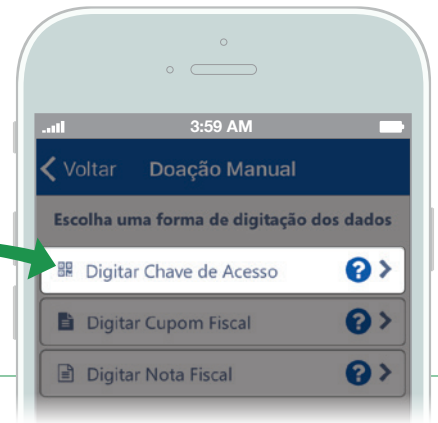 3:59 AM
Voltar Doação Manual
Escolha uma forma de digitação dos dados
Digitar Chave de Acesso ?
Digitar Cupom Fiscal ?
Digitar Nota Fiscal ?